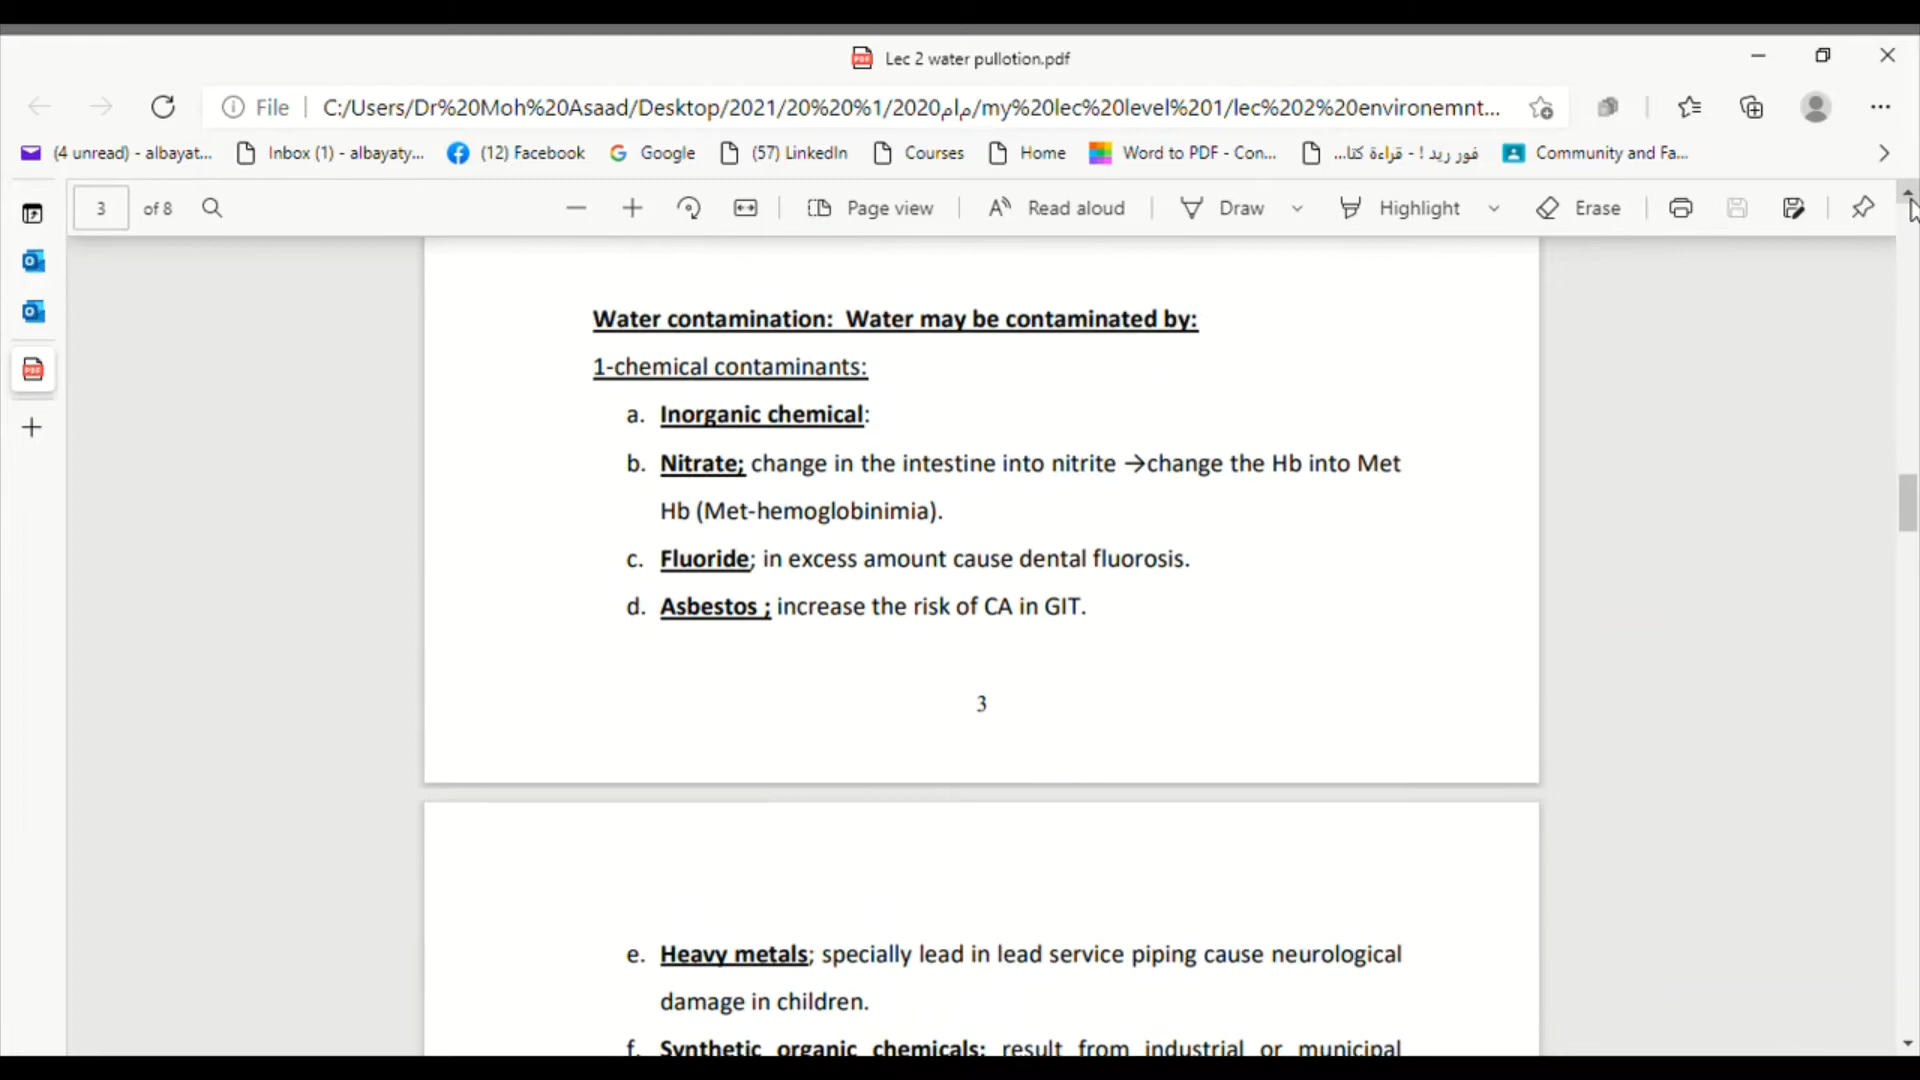 Lec 2 water pullotion.pdf
File C:/Users/Dr%20Moh%20Asaad/Desktop/2021/20%20%1/2020مام/my%20lec%20level%201/lec%202%20environemnt...
(4 unread) - albayat... Inbox (1) - albayaty... (12) Facebook Google (57) LinkedIn Courses Home Word to PDF - Con... فور ريد ! - قراءة كتا... Community and Fa...
3 of 8 Page view Read aloud Draw Highlight Erase
Water contamination: Water may be contaminated by:
1-chemical contaminants:
a. Inorganic chemical:
b. Nitrate; change in the intestine into nitrite →change the Hb into Met
Hb (Met-hemoglobinimia).
c. Fluoride; in excess amount cause dental fluorosis.
d. Asbestos ; increase the risk of CA in GIT.
3
e. Heavy metals; specially lead in lead service piping cause neurological
damage in children.
f. Synthetic organic chemicals; result from industrial or municipal